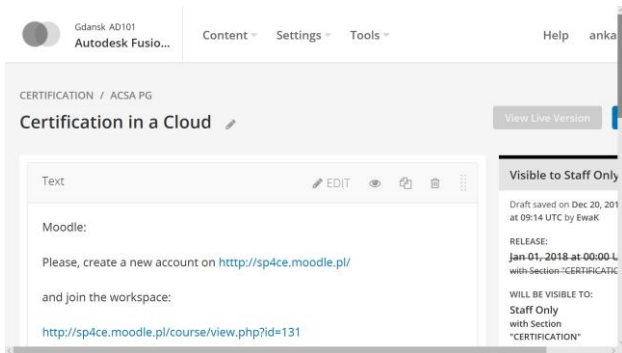 Gdansk AD101
Autodesk Fusio...
Content Settings Tools Help anka
CERTIFICATION / ACSA PG
Certification in a Cloud
View Live Version
Text
EDIT
Moodle:
Please, create a new account on htttp://sp4ce.moodle.pl/
and join the workspace:
http://sp4ce.moodle.pl/course/view.php?id=131
Visible to Staff Only
Draft saved on Dec 20, 201
at 09:14 UTC by EwaK
RELEASE:
Jan 01, 2018 at 00:00 U
with Section "CERTIFICATIC
WILL BE VISIBLE TO:
Staff Only
with Section
"CERTIFICATION"